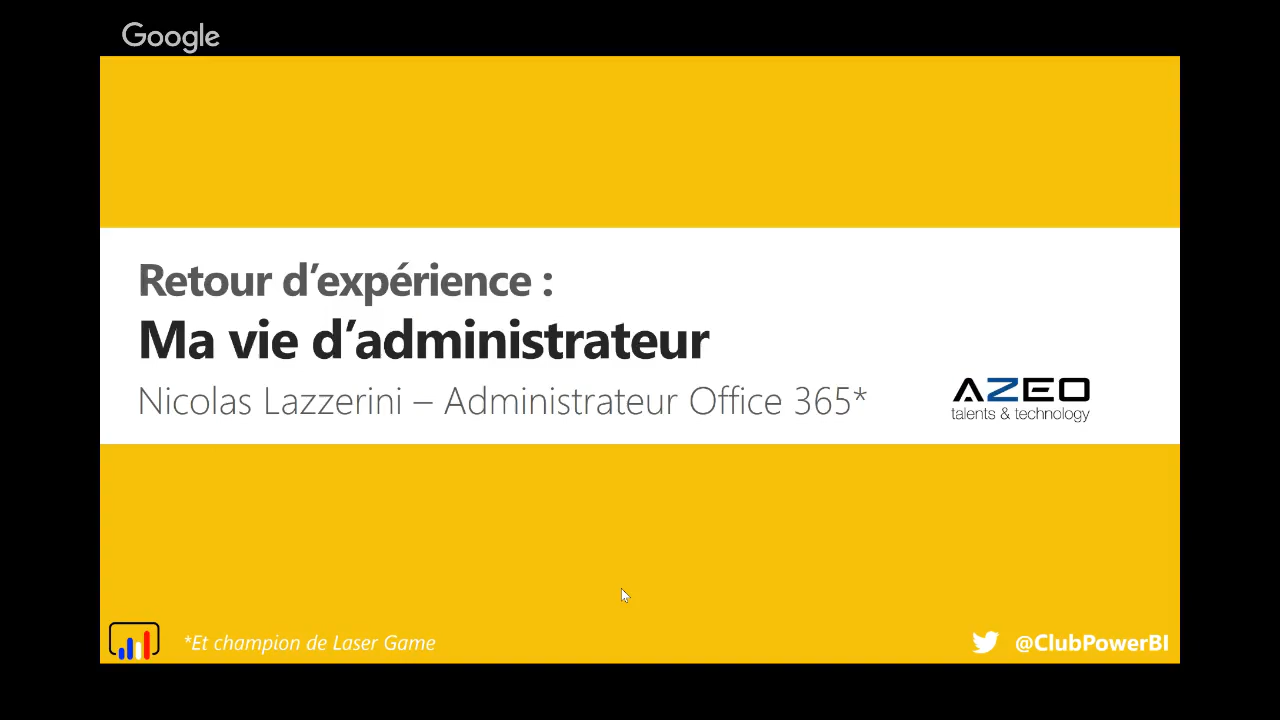 Google
Retour d’expérience :
Ma vie d’administrateur
Nicolas Lazzerini – Administrateur Office 365*
AZEO
talents & technology
*Et champion de Laser Game
@ClubPowerBI